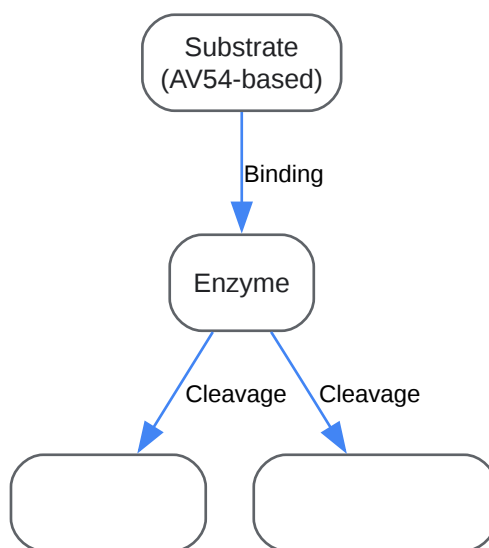 Substrate
(AV54-based)
Binding
Enzyme
Cleavage
Cleavage